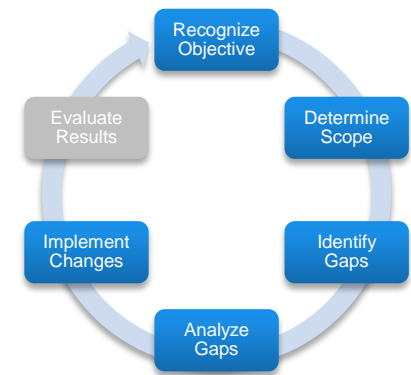 Recognize
Objective
Determine
Scope
Identify
Gaps
Analyze
Gaps
Implement
Changes
Evaluate
Results